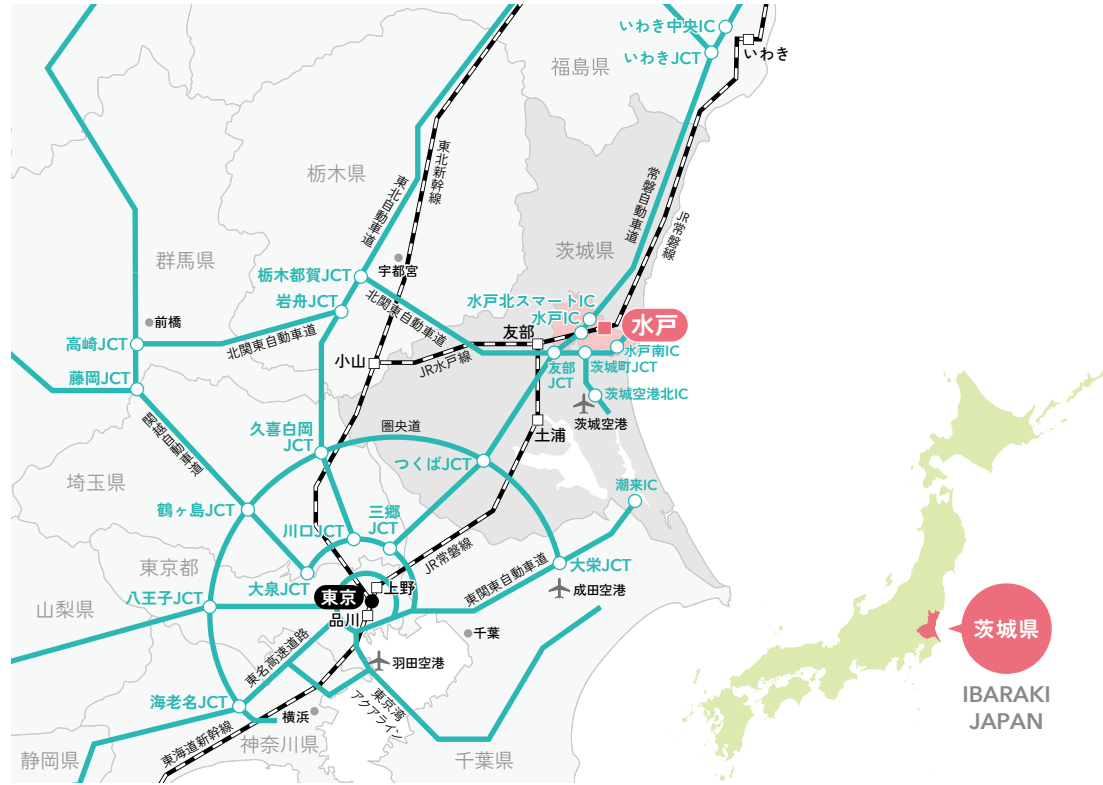 いわき中央IC
いわきJCT
いわき
福島県
栃木県
東北新幹線
東北自動車道
常磐自動車道
JR常磐線
茨城県
群馬県
宇都宮
栃木都賀JCT
岩舟JCT
北関東自動車道
水戸北スマートIC
水戸IC
水戸
前橋
高崎JCT
北関東自動車道
友部
水戸南IC
小山
JR水戸線
友部
JCT
茨城町JCT
藤岡JCT
茨城空港北IC
茨城空港
関越自動車道
久喜白岡
JCT
圏央道
土浦
つくばJCT
埼玉県
潮来IC
鶴ヶ島JCT
川口JCT
三郷
JCT
JR常磐線
東京都
大泉JCT
上野
東関東自動車道
大栄JCT
成田空港
山梨県
八王子JCT
東京
品川
千葉
東名高速道路
羽田空港
海老名JCT
横浜
東京湾
アクアライン
東海道新幹線
神奈川県
静岡県
千葉県
茨城県
IBARAKI
JAPAN